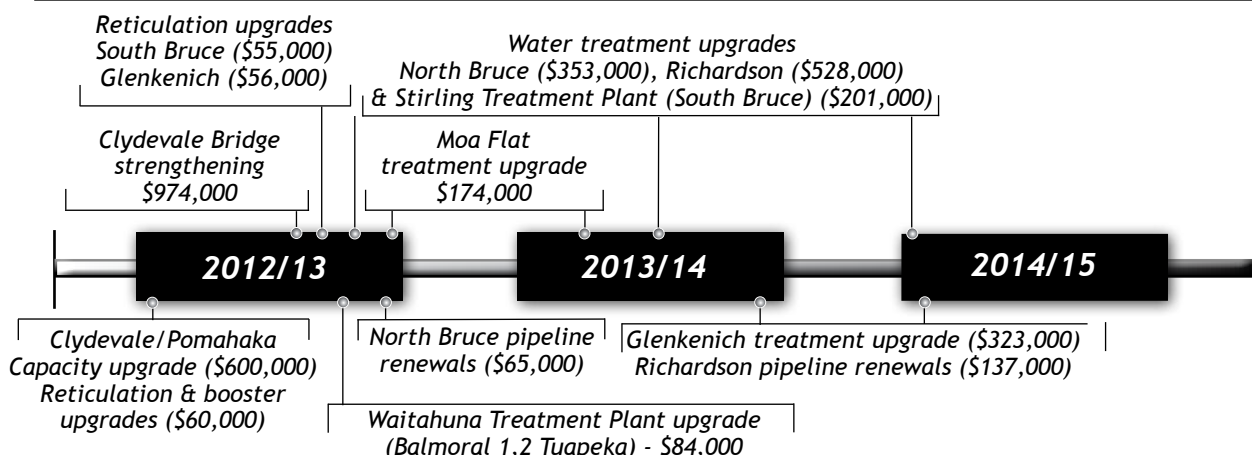 Reticulation upgrades
South Bruce ($55,000)
Glenkenich ($56,000)
Water treatment upgrades
North Bruce ($353,000), Richardson ($528,000)
& Stirling Treatment Plant (South Bruce) ($201,000)
Clydevale Bridge
strengthening
$974,000
Moa Flat
treatment upgrade
$174,000
2012/13
2013/14
2014/15
Clydevale/Pomahaka
Capacity upgrade ($600,000)
Reticulation & booster
upgrades ($60,000)
North Bruce pipeline
renewals ($65,000)
Glenkenich treatment upgrade ($323,000)
Richardson pipeline renewals ($137,000)
Waitahuna Treatment Plant upgrade
(Balmoral 1,2 Tuapeka) - $84,000